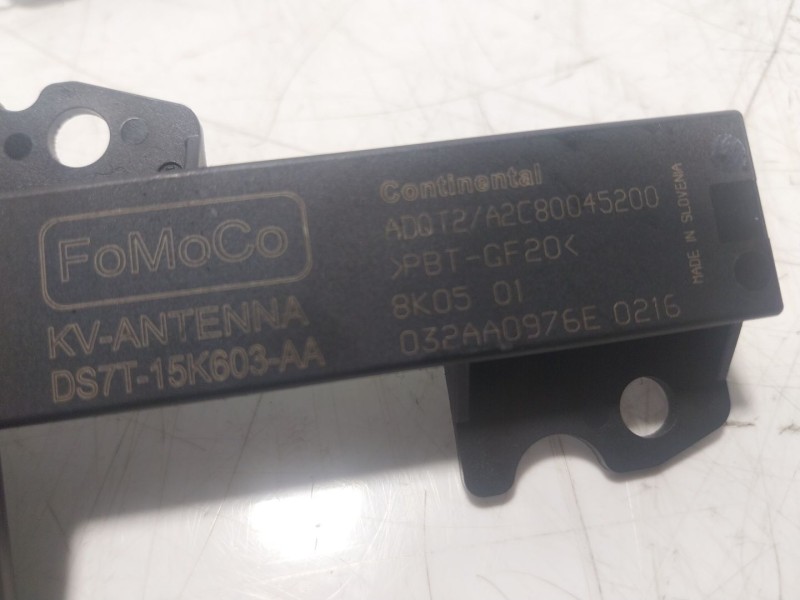 FoMoCo
KV-ANTENNA
DS7T-15K603-AA
Continental
ADQT2/A2C80045200
>PBT-GF20<
8K05 01
032AA0976E 0216
MADE IN SLOVENIA